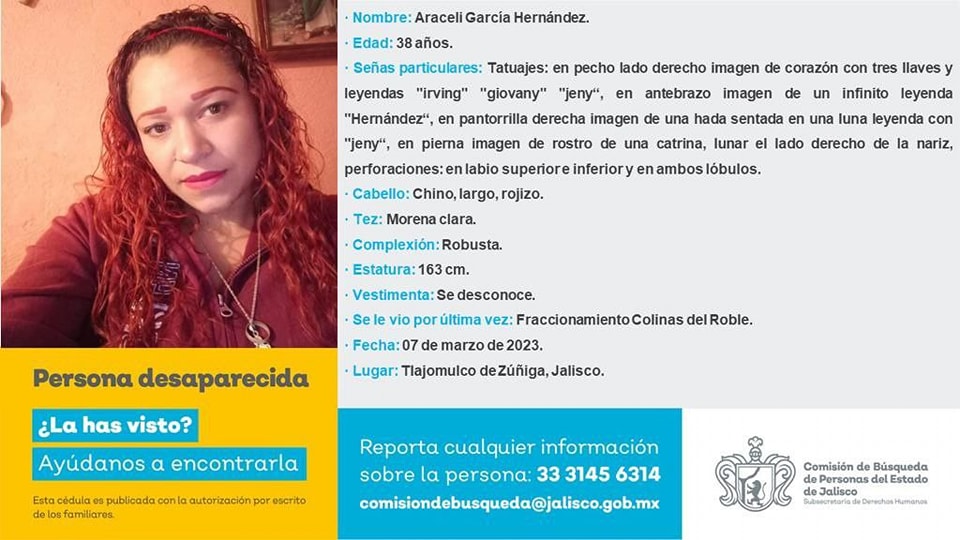 · Nombre: Araceli García Hernández.
· Edad: 38 años.
· Señas particulares: Tatuajes: en pecho lado derecho imagen de corazón con tres llaves y
leyendas "irving" "giovany" "jeny“, en antebrazo imagen de un infinito leyenda
"Hernández“, en pantorrilla derecha imagen de una hada sentada en una luna leyenda con
"jeny“, en pierna imagen de rostro de una catrina, lunar el lado derecho de la nariz,
perforaciones: en labio superior e inferior y en ambos lóbulos.
· Cabello: Chino, largo, rojizo.
· Tez: Morena clara.
· Complexión: Robusta.
· Estatura: 163 cm.
· Vestimenta: Se desconoce.
· Se le vio por última vez: Fraccionamiento Colinas del Roble.
· Fecha: 07 de marzo de 2023.
· Lugar: Tlajomulco de Zúñiga, Jalisco.
Persona desaparecida
¿La has visto?
Ayúdanos a encontrarla
Esta cédula es publicada con la autorización por escrito
de los familiares.
Reporta cualquier información
sobre la persona: 33 3145 6314
comisiondebusqueda@jalisco.gob.mx
Comisión de Búsqueda
de Personas del Estado
de Jalisco
Subsecretaría de Derechos Humanos